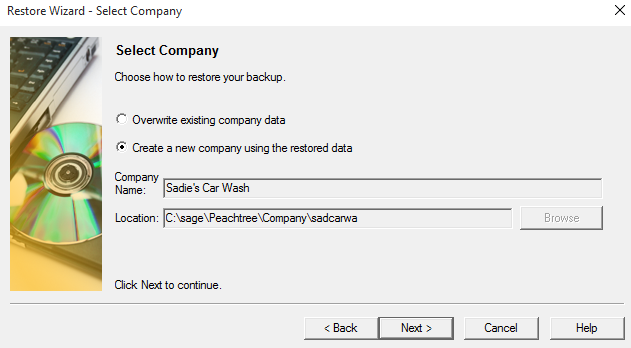 Restore Wizard - Select Company
Select Company
Choose how to restore your backup.
Overwrite existing company data
Create a new company using the restored data
Company Name: Sadie's Car Wash
Location: C:\sage\Peachtree\Company\sadcarwa Browse
Click Next to continue.
< Back Next > Cancel Help